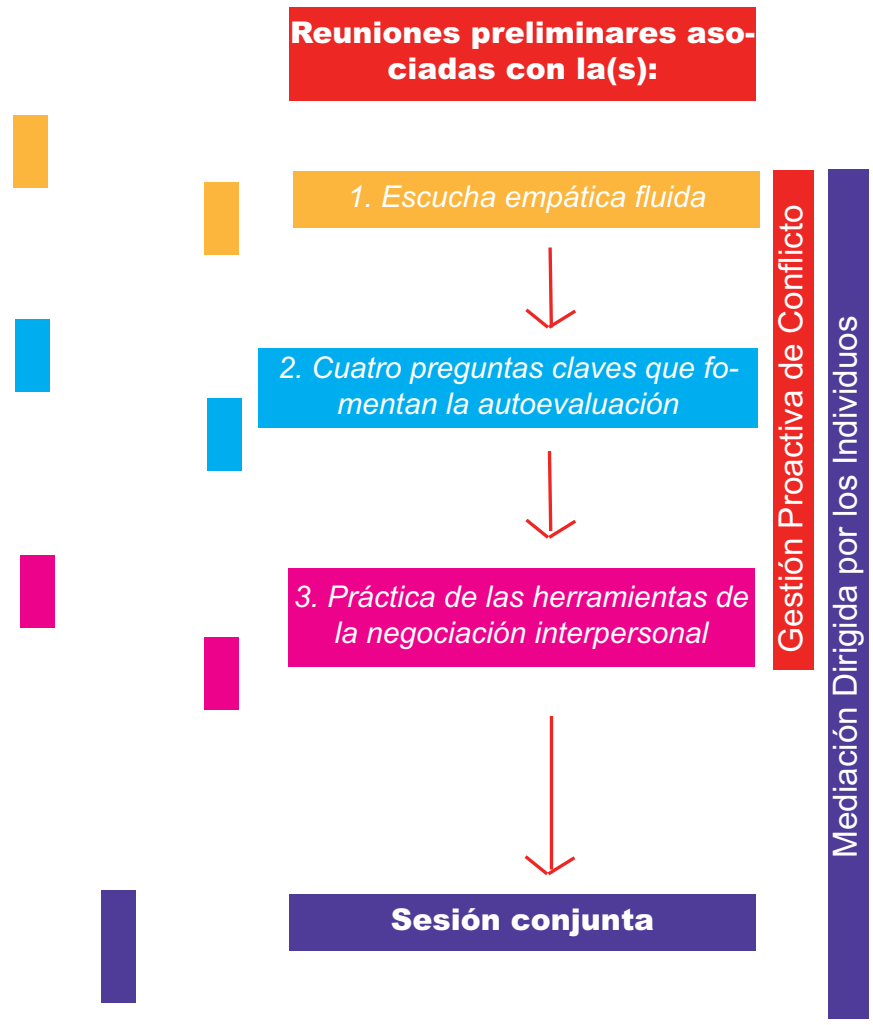 Reuniones preliminares aso-
ciadas con la(s):
1. Escucha empática fluida
2. Cuatro preguntas claves que fo-
mentan la autoevaluación
3. Práctica de las herramientas de
la negociación interpersonal
Sesión conjunta
Gestión Proactiva de Conflicto
Mediación Dirigida por los Individuos